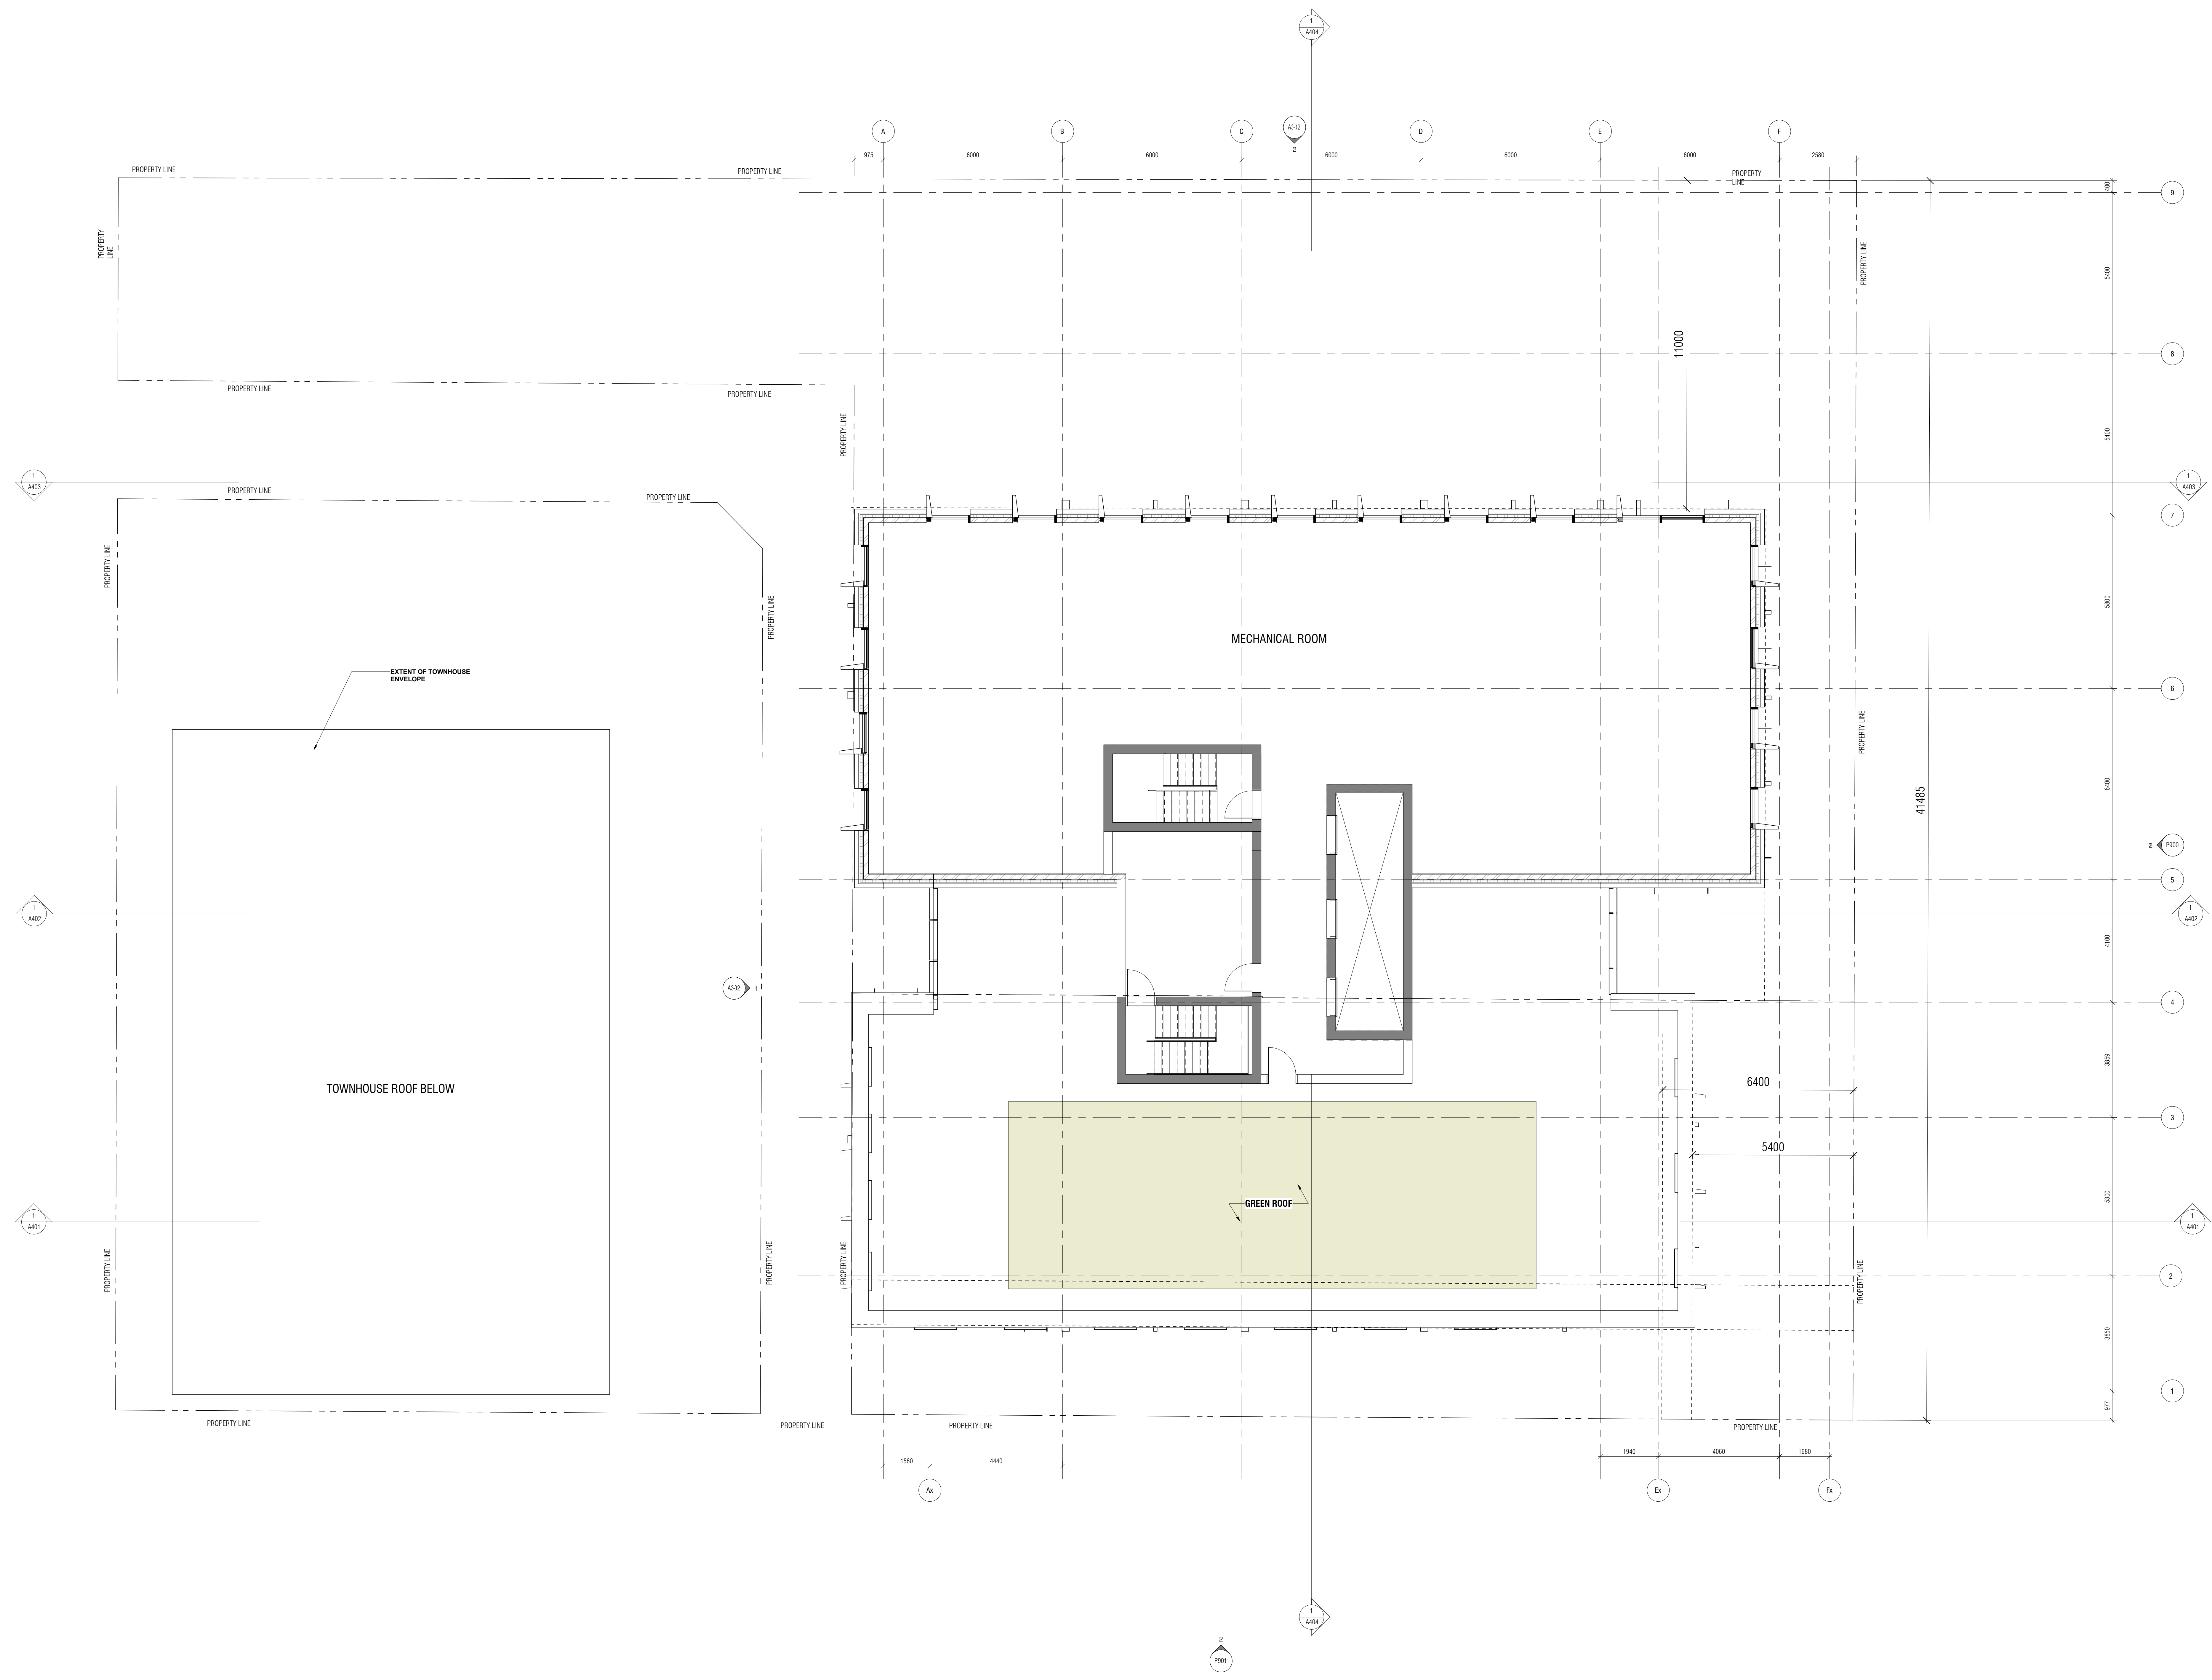 1
A404
A
B
C
A3-02
2
D
E
F
975
6000
6000
6000
6000
6000
2580
PROPERTY LINE
PROPERTY LINE
PROPERTY
LINE
400
9
PROPERTY
LINE
PROPERTY LINE
5400
11000
8
PROPERTY LINE
PROPERTY LINE
PROPERTY LINE
5400
1
A403
PROPERTY LINE
PROPERTY LINE
1
A403
7
PROPERTY LINE
PROPERTY LINE
5800
MECHANICAL ROOM
EXTENT OF TOWNHOUSE
ENVELOPE
6
PROPERTY LINE
6400
41485
2
P900
5
1
A402
1
A402
4100
1
4
TOWNHOUSE ROOF BELOW
3859
6400
3
5400
GREEN ROOF
5300
1
A401
1
A401
PROPERTY LINE
PROPERTY LINE
PROPERTY LINE
PROPERTY LINE
2
3850
1
977
PROPERTY LINE
PROPERTY LINE
PROPERTY LINE
PROPERTY LINE
1560
4440
1940
4060
1680
Ax
Ex
Fx
1
A404
2
P901